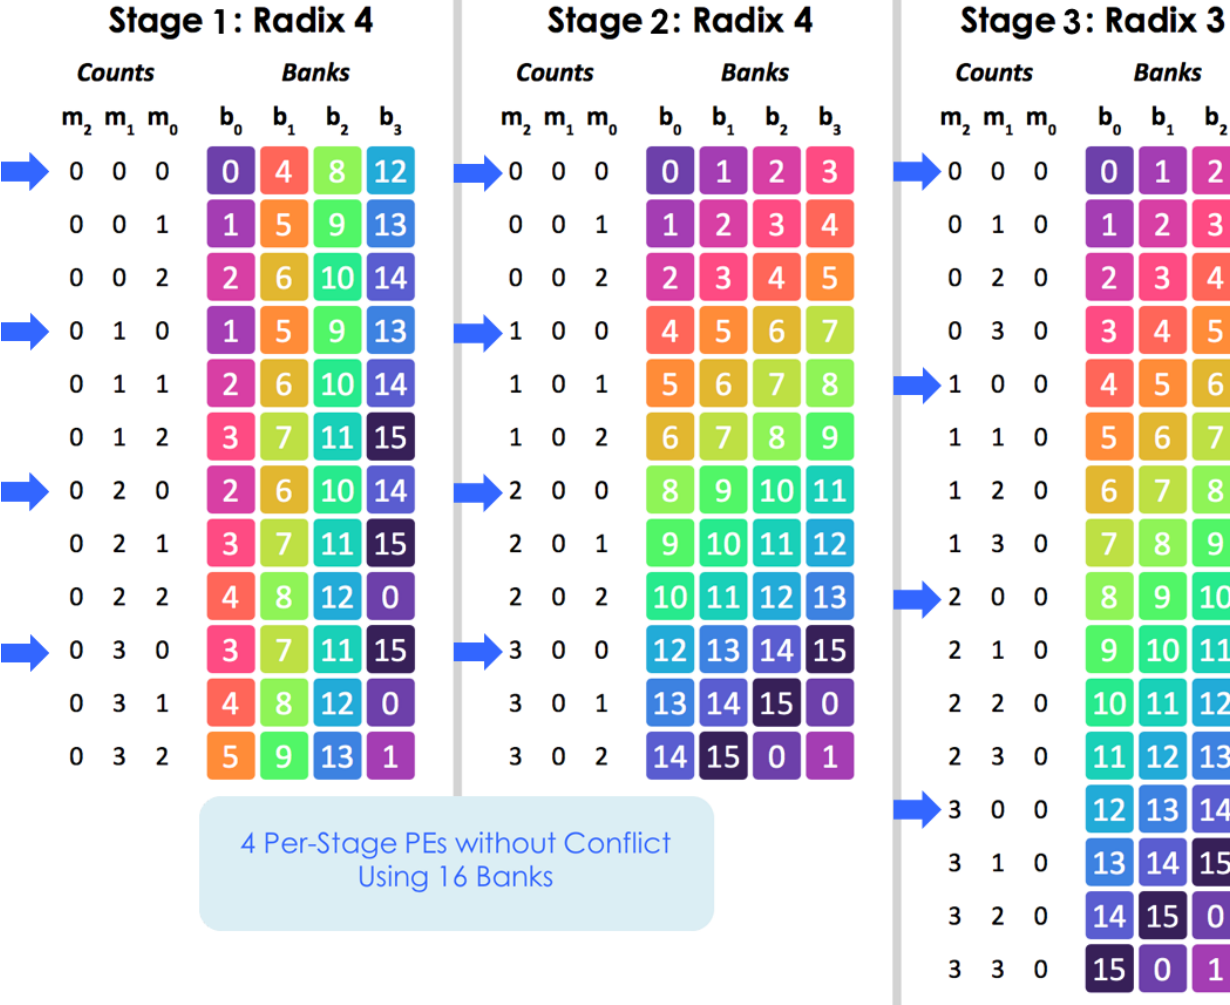 Stage 1: Radix 4
Counts Banks
m2 m1 m0 b0 b1 b2 b3
0 0 0 0 4 8 12
0 0 1 1 5 9 13
0 0 2 2 6 10 14
0 1 0 1 5 9 13
0 1 1 2 6 10 14
0 1 2 3 7 11 15
0 2 0 2 6 10 14
0 2 1 3 7 11 15
0 2 2 4 8 12 0
0 3 0 3 7 11 15
0 3 1 4 8 12 0
0 3 2 5 9 13 1
Stage 2: Radix 4
Counts Banks
m2 m1 m0 b0 b1 b2 b3
0 0 0 0 1 2 3
0 0 1 1 2 3 4
0 0 2 2 3 4 5
1 0 0 4 5 6 7
1 0 1 5 6 7 8
1 0 2 6 7 8 9
2 0 0 8 9 10 11
2 0 1 9 10 11 12
2 0 2 10 11 12 13
3 0 0 12 13 14 15
3 0 1 13 14 15 0
3 0 2 14 15 0 1
4 Per-Stage PEs without Conflict
Using 16 Banks
Stage 3: Radix 3
Counts Banks
m2 m1 m0 b0 b1 b2
0 0 0 0 1 2
0 1 0 1 2 3
0 2 0 2 3 4
0 3 0 3 4 5
1 0 0 4 5 6
1 1 0 5 6 7
1 2 0 6 7 8
1 3 0 7 8 9
2 0 0 8 9 10
2 1 0 9 10 11
2 2 0 10 11 12
2 3 0 11 12 13
3 0 0 12 13 14
3 1 0 13 14 15
3 2 0 14 15 0
3 3 0 15 0 1